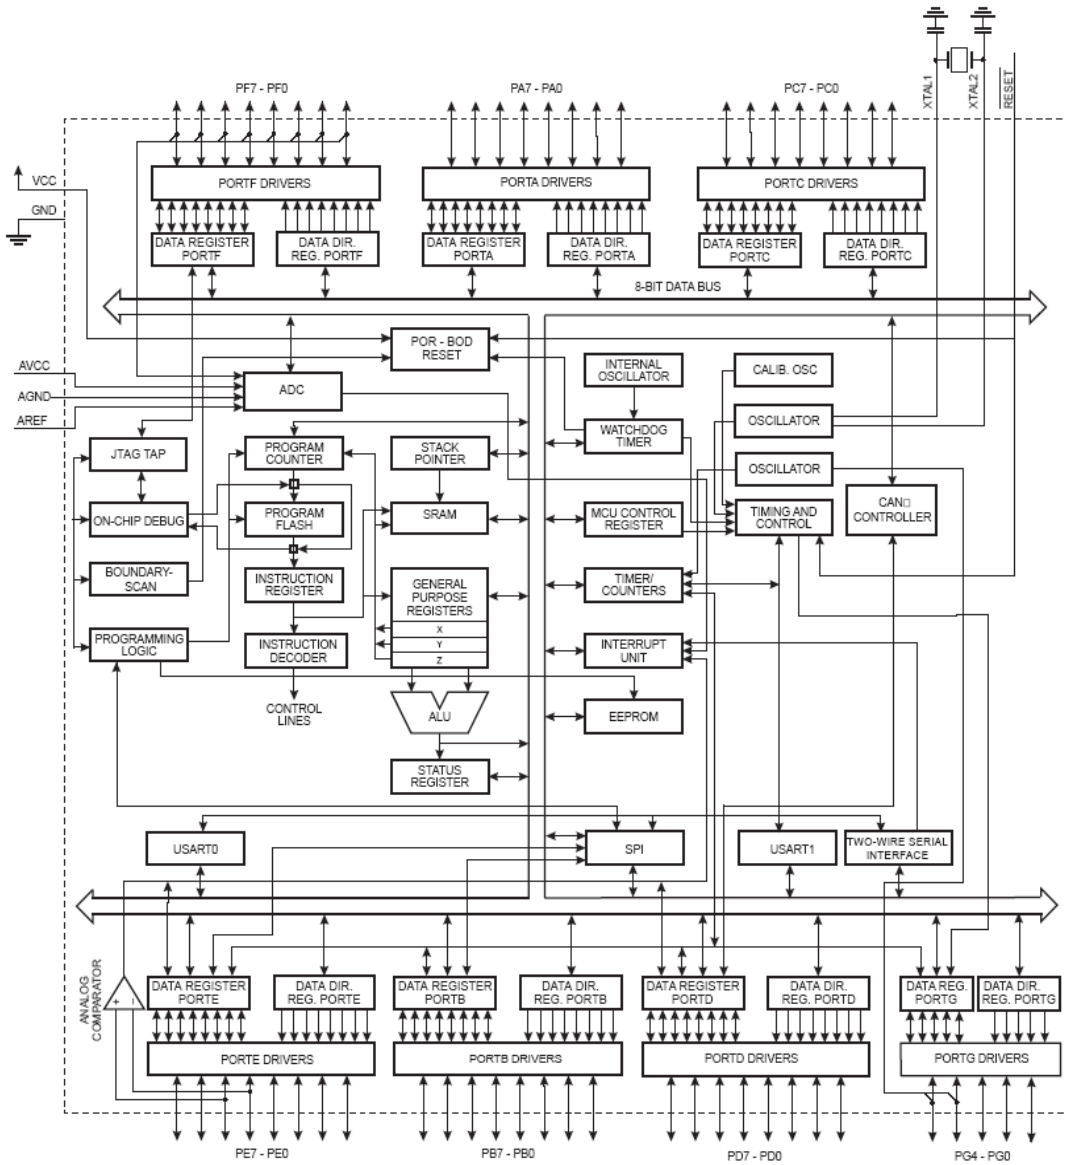 XTAL1
XTAL2
RESET
PF7 - PF0
PA7 - PA0
PC7 - PC0
VCC
GND
PORTF DRIVERS
PORTA DRIVERS
PORTC DRIVERS
DATA REGISTER
PORTF
DATA DIR.
REG. PORTF
DATA REGISTER
PORTA
DATA DIR.
REG. PORTA
DATA REGISTER
PORTC
DATA DIR.
REG. PORTC
8-BIT DATA BUS
POR - BOD
RESET
INTERNAL
OSCILLATOR
CALIB. OSC
AVCC
AGND
AREF
ADC
OSCILLATOR
WATCHDOG
TIMER
JTAG TAP
PROGRAM
COUNTER
STACK
POINTER
OSCILLATOR
ON-CHIP DEBUG
PROGRAM
FLASH
SRAM
MCU CONTROL
REGISTER
TIMING AND
CONTROL
CAN□
CONTROLLER
BOUNDARY-
SCAN
INSTRUCTION
REGISTER
GENERAL
PURPOSE
REGISTERS
X
Y
Z
TIMER/
COUNTERS
PROGRAMMING
LOGIC
INSTRUCTION
DECODER
INTERRUPT
UNIT
CONTROL
LINES
ALU
EEPROM
STATUS
REGISTER
USART0
SPI
USART1
TWO-WIRE SERIAL
INTERFACE
ANALOG
COMPARATOR
+
–
DATA REGISTER
PORTE
DATA DIR.
REG. PORTE
DATA REGISTER
PORTB
DATA DIR.
REG. PORTB
DATA REGISTER
PORTD
DATA DIR.
REG. PORTD
DATA REG.
PORTG
DATA DIR.
REG. PORTG
PORTE DRIVERS
PORTB DRIVERS
PORTD DRIVERS
PORTG DRIVERS
PE7 - PE0
PB7 - PB0
PD7 - PD0
PG4 - PG0